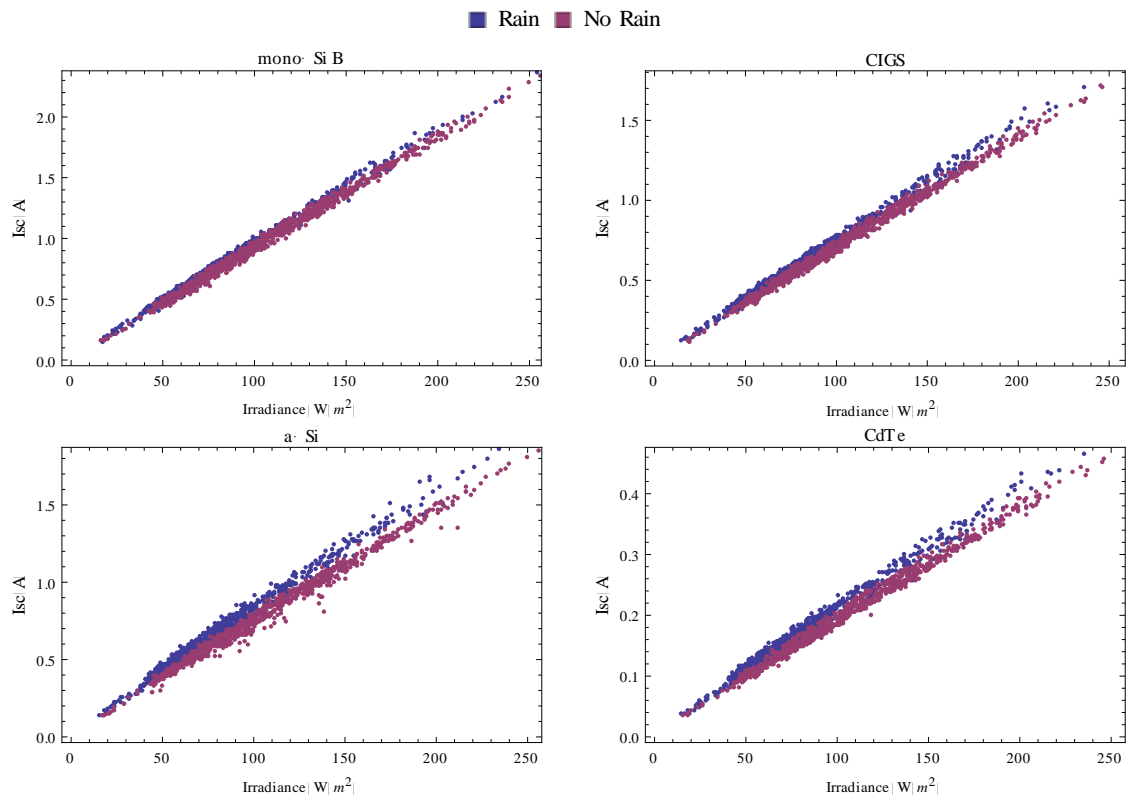 Rain No Rain
mono· Si B
Isc | A
2.0
1.5
1.0
0.5
0.0
0 50 100 150 200 250
Irradiance | W | m²|
CIGS
Isc | A
1.5
1.0
0.5
0.0
0 50 100 150 200 250
Irradiance | W | m²|
a· Si
Isc | A
1.5
1.0
0.5
0.0
0 50 100 150 200 250
Irradiance | W | m²|
CdTe
Isc | A
0.4
0.3
0.2
0.1
0.0
0 50 100 150 200 250
Irradiance | W | m²|